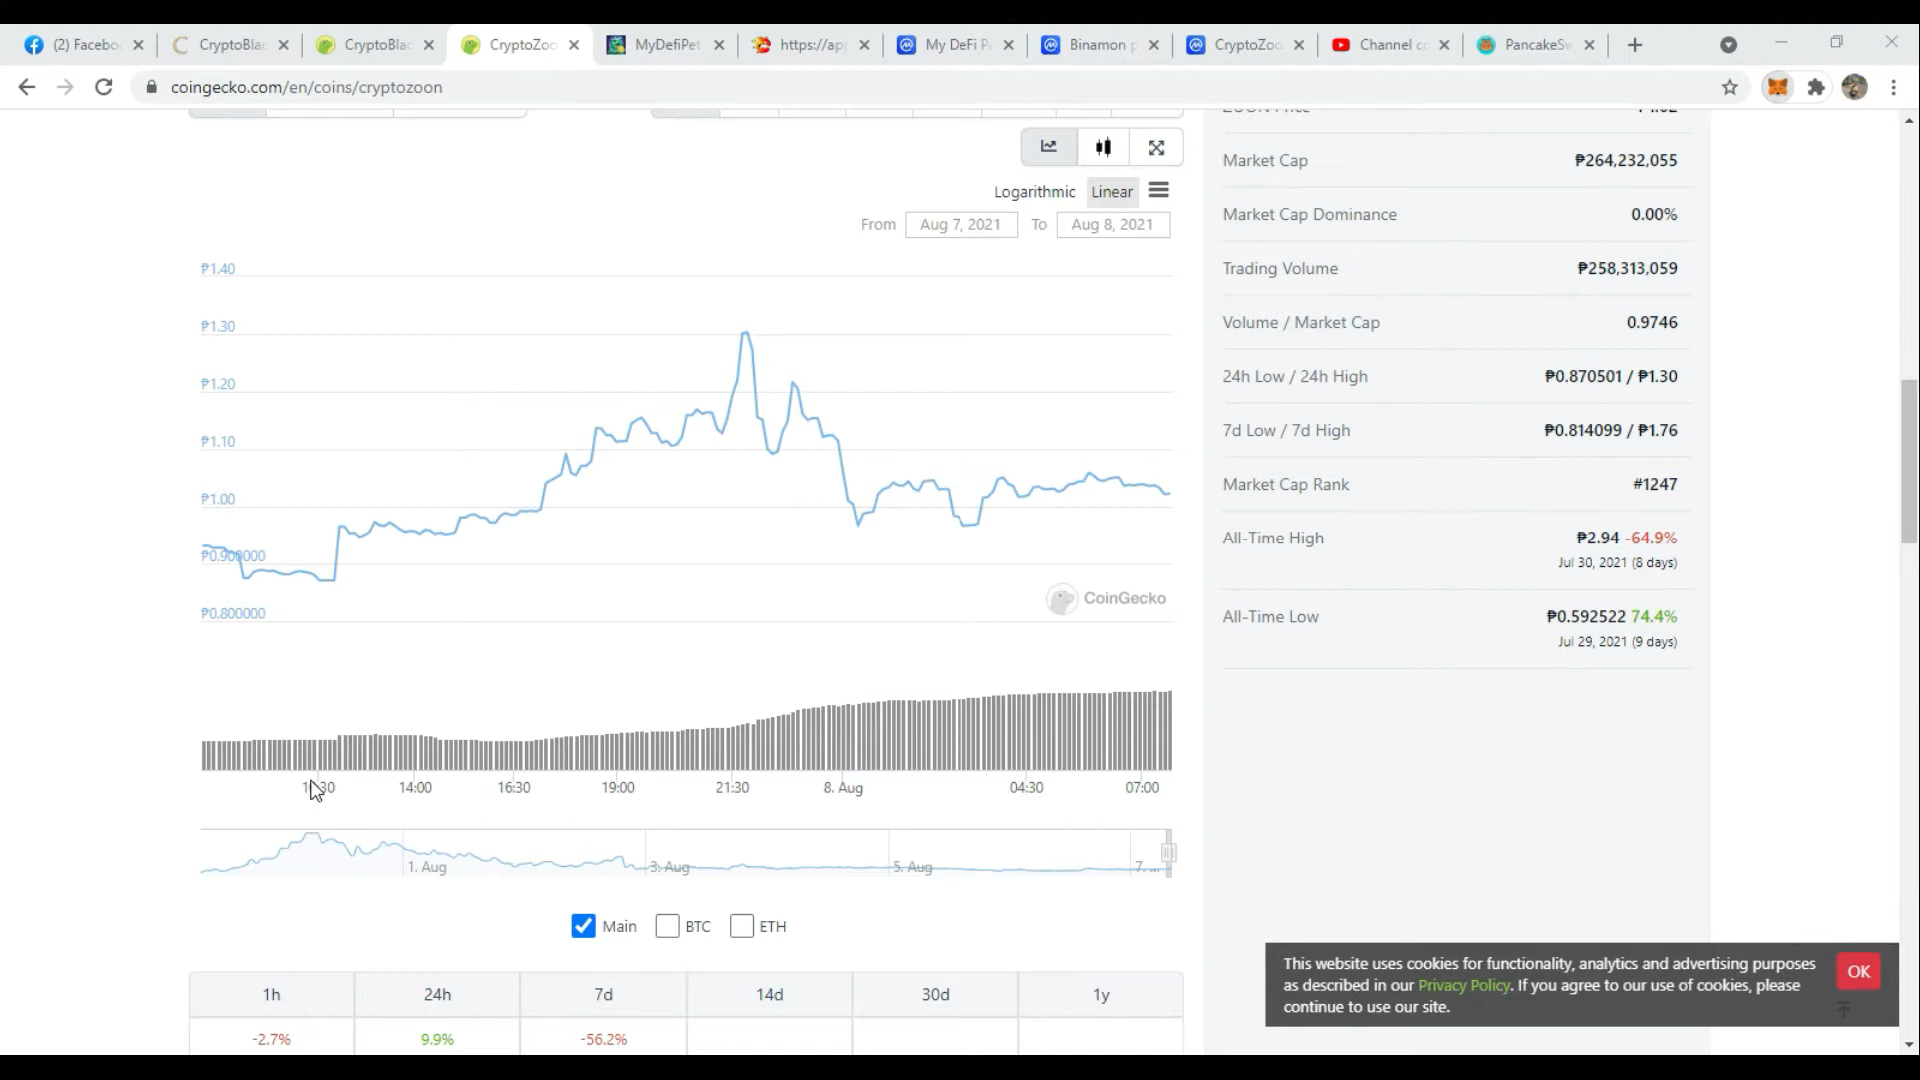 (2) Facebo
CryptoBlac
CryptoBlac
CryptoZoo
MyDefiPet
https://ap
My DeFi P
Binamon p
CryptoZoo
Channel c
PancakeSw
coingecko.com/en/coins/cryptozoon
Logarithmic Linear
From Aug 7, 2021 To Aug 8, 2021
₱1.40
₱1.30
₱1.20
₱1.10
₱1.00
₱0.900000
₱0.800000
CoinGecko
14:00 16:30 19:00 21:30 8. Aug 04:30 07:00
1. Aug 3. Aug 5. Aug 7. ...
Main BTC ETH
1h 24h 7d 14d 30d 1y
-2.7% 9.9% -56.2%
Market Cap ₱264,232,055
Market Cap Dominance 0.00%
Trading Volume ₱258,313,059
Volume / Market Cap 0.9746
24h Low / 24h High ₱0.870501 / ₱1.30
7d Low / 7d High ₱0.814099 / ₱1.76
Market Cap Rank #1247
All-Time High ₱2.94 -64.9%
Jul 30, 2021 (8 days)
All-Time Low ₱0.592522 74.4%
Jul 29, 2021 (9 days)
This website uses cookies for functionality, analytics and advertising purposes
as described in our Privacy Policy. If you agree to our use of cookies, please
continue to use our site.
OK